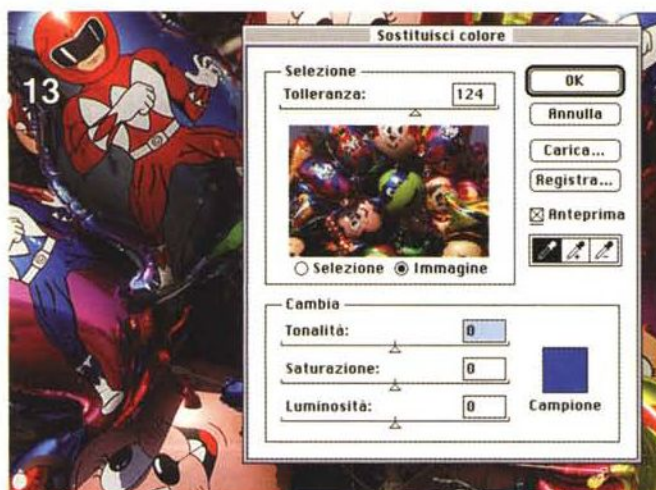 13
Sostituisci colore
Selezione
Tolleranza: 124
Selezione Immagine
OK
Annulla
Carica...
Registra...
Anteprima
Cambia
Tonalità: 0
Saturazione: 0
Luminosità: 0
Campione